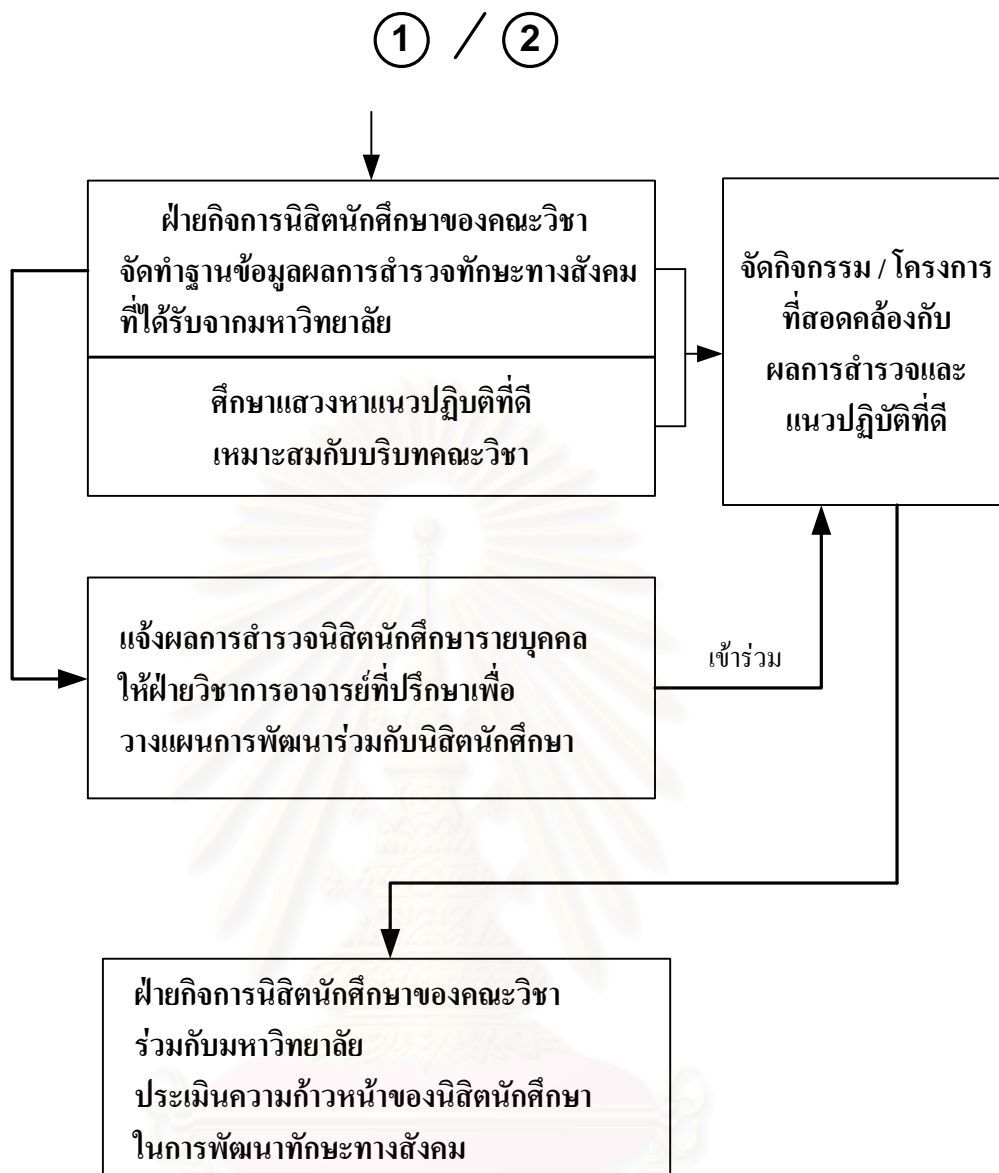 1 / 2
ฝ่ายกิจการนิสิตนักศึกษาของคณะวิชา
จัดทำฐานข้อมูลผลการสำรวจทักษะทางสังคม
ที่ได้รับจากมหาวิทยาลัย
ศึกษาแสวงหาแนวปฏิบติที่ดี
เหมาะสมกับบริบทคณะวิชา
จัดกิจกรรม / โครงการ
ที่สอดคล้องกับ
ผลการสำรวจและ
แนวปฏิบัติที่ดี
แจ้งผลการสำรวจนิสิตนักศึกษารายบุคคล
ให้ฝ่ายวิชาการอาจารย์ที่ปรึกษาเพื่อ
วางแผนการพัฒนาร่วมกับนิสิตนักศึกษา
เข้าร่วม
ฝ่ายกิจการนิสิตนักศึกษาของคณะวิชา
ร่วมกับมหาวิทยาลัย
ประเมินความก้าวหน้าของนิสิตนักศึกษา
ในการพัฒนาทักษะทางสังคม